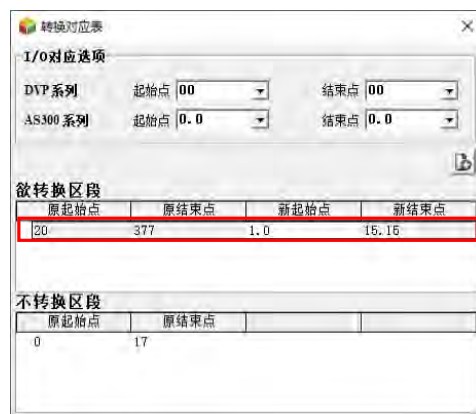 转换对应表
I/O对应选项
DVP系列 起始点 00 结束点 00
AS300系列 起始点 0.0 结束点 0.0
欲转换区段
原起始点 原结束点 新起始点 新结束点
20 377 1.0 15.15
不转换区段
原起始点 原结束点
0 17